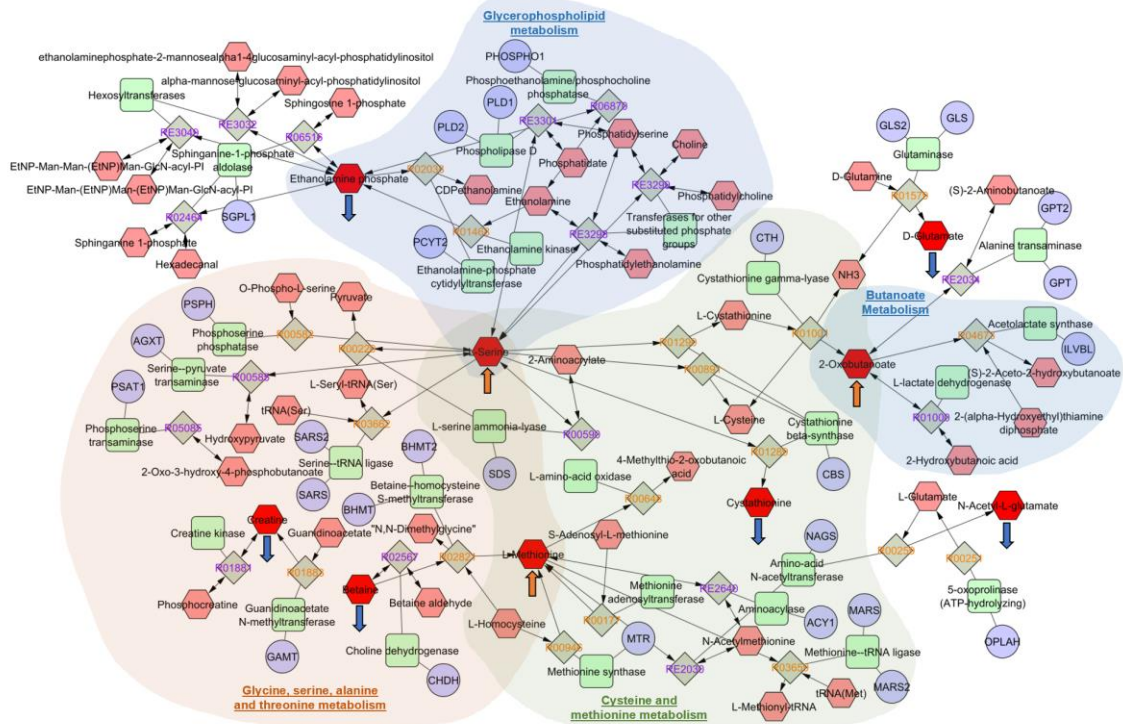 Glycerophospholipid
metabolism
ethanolaminephosphate-2-mannosealpha1-4glucosaminyl-acyl-phosphatidylinositol
PHOSPHO1
alpha-mannose-glucosaminyl-acyl-phosphatidylinositol
Phosphoethanolamine/phosphocholine
phosphatase
Hexosyltransferases
Sphingosine 1-phosphate
PLD1
R06870
RE3301
RE3032
R06516
RE3040
PLD2
Phospholipase D
Phosphatidylserine
Choline
GLS2
GLS
Glutaminase
Sphinganine-1-phosphate
aldolase
EtNP-Man-Man-(EtNP)Man-GlcN-acyl-PI
Phosphatidate
R02038
Ethanolamine phosphate
CDPethanolamine
Ethanolamine
RE3290
Phosphatidylcholine
D-Glutamine
R01579
(S)-2-Aminobutanoate
EtNP-Man-(EtNP)Man-(EtNP)Man-GlcN-acyl-PI
GPT2
R02464
SGPL1
Transferases for other
substituted phosphate
groups
R01468
RE3298
D-Glutamate
Alanine transaminase
Sphinganine 1-phosphate
PCYT2
Ethanolamine kinase
CTH
Hexadecanal
Ethanolamine-phosphate
cytidylyltransferase
Phosphatidylethanolamine
Cystathionine gamma-lyase
NH3
RE2034
GPT
O-Phospho-L-serine
Pyruvate
Butanoate
Metabolism
PSPH
L-Cystathionine
Acetolactate synthase
R00582
R01001
R04673
Phosphoserine
phosphatase
AGXT
R00220
L-Serine
R01290
2-Aminoacrylate
R00891
2-Oxobutanoate
ILVBL
Serine--pyruvate
transaminase
R00585
(S)-2-Aceto-2-hydroxybutanoate
L-lactate dehydrogenase
PSAT1
L-Seryl-tRNA(Ser)
tRNA(Ser)
R03662
L-serine ammonia-lyase
L-Cysteine
R01000
2-(alpha-Hydroxyethyl)thiamine
diphosphate
Phosphoserine
transaminase
R05085
Hydroxypyruvate
SARS2
BHMT2
R00590
Cystathionine
beta-synthase
R01289
2-Hydroxybutanoic acid
2-Oxo-3-hydroxy-4-phosphobutanoate
Serine--tRNA ligase
Betaine--homocysteine
S-methyltransferase
SDS
L-amino-acid oxidase
4-Methylthio-2-oxobutanoic acid
CBS
SARS
BHMT
R00648
Cystathionine
L-Glutamate
N-Acetyl-L-glutamate
Creatine kinase
Creatine
Guanidinoacetate
"N,N-Dimethylglycine"
S-Adenosyl-L-methionine
NAGS
R02567
R02821
L-Methionine
R00259
R00251
R01881
R01883
Amino-acid
N-acetyltransferase
Betaine
Methionine
adenosyltransferase
RE2640
MARS
5-oxoprolinase
(ATP-hydrolyzing)
Phosphocreatine
Guanidinoacetate
N-methyltransferase
Betaine aldehyde
L-Homocysteine
R00177
Aminoacylase
ACY1
MTR
N-Acetylmethionine
Methionine--tRNA ligase
OPLAH
GAMT
Choline dehydrogenase
R00946
Methionine synthase
RE2030
R03659
CHDH
MARS2
tRNA(Met)
L-Methionyl-tRNA
Glycine, serine, alanine
and threonine metabolism
Cysteine and
methionine metabolism